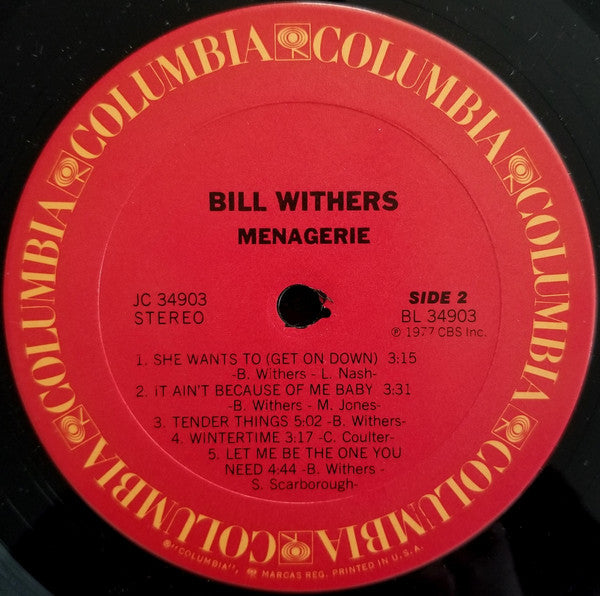 COLUMBIA COLUMBIA COLUMBIA COLUMBIA COLUMBIA COLUMBIA
BILL WITHERS
MENAGERIE
JC 34903
STEREO
SIDE 2
BL 34903
℗ 1977 CBS Inc.
1. SHE WANTS TO (GET ON DOWN) 3:15
-B. Withers - L. Nash-
2. IT AIN'T BECAUSE OF ME BABY 3:31
-B. Withers - M. Jones-
3. TENDER THINGS 5:02 -B. Withers-
4. WINTERTIME 3:17 -C. Coulter-
5. LET ME BE THE ONE YOU
NEED 4:44 -B. Withers -
S. Scarborough-
®"COLUMBIA", MARCAS REG. PRINTED IN U.S.A.